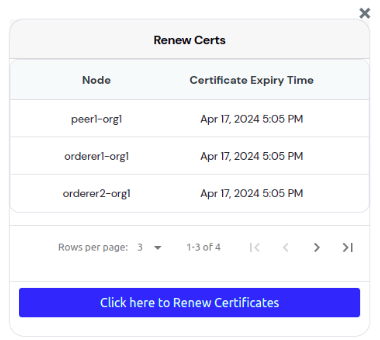 Renew Certs
Node Certificate Expiry Time
peer1-org1 Apr 17, 2024 5:05 PM
orderer1-org1 Apr 17, 2024 5:05 PM
orderer2-org1 Apr 17, 2024 5:05 PM
Rows per page: 3 1-3 of 4
Click here to Renew Certificates